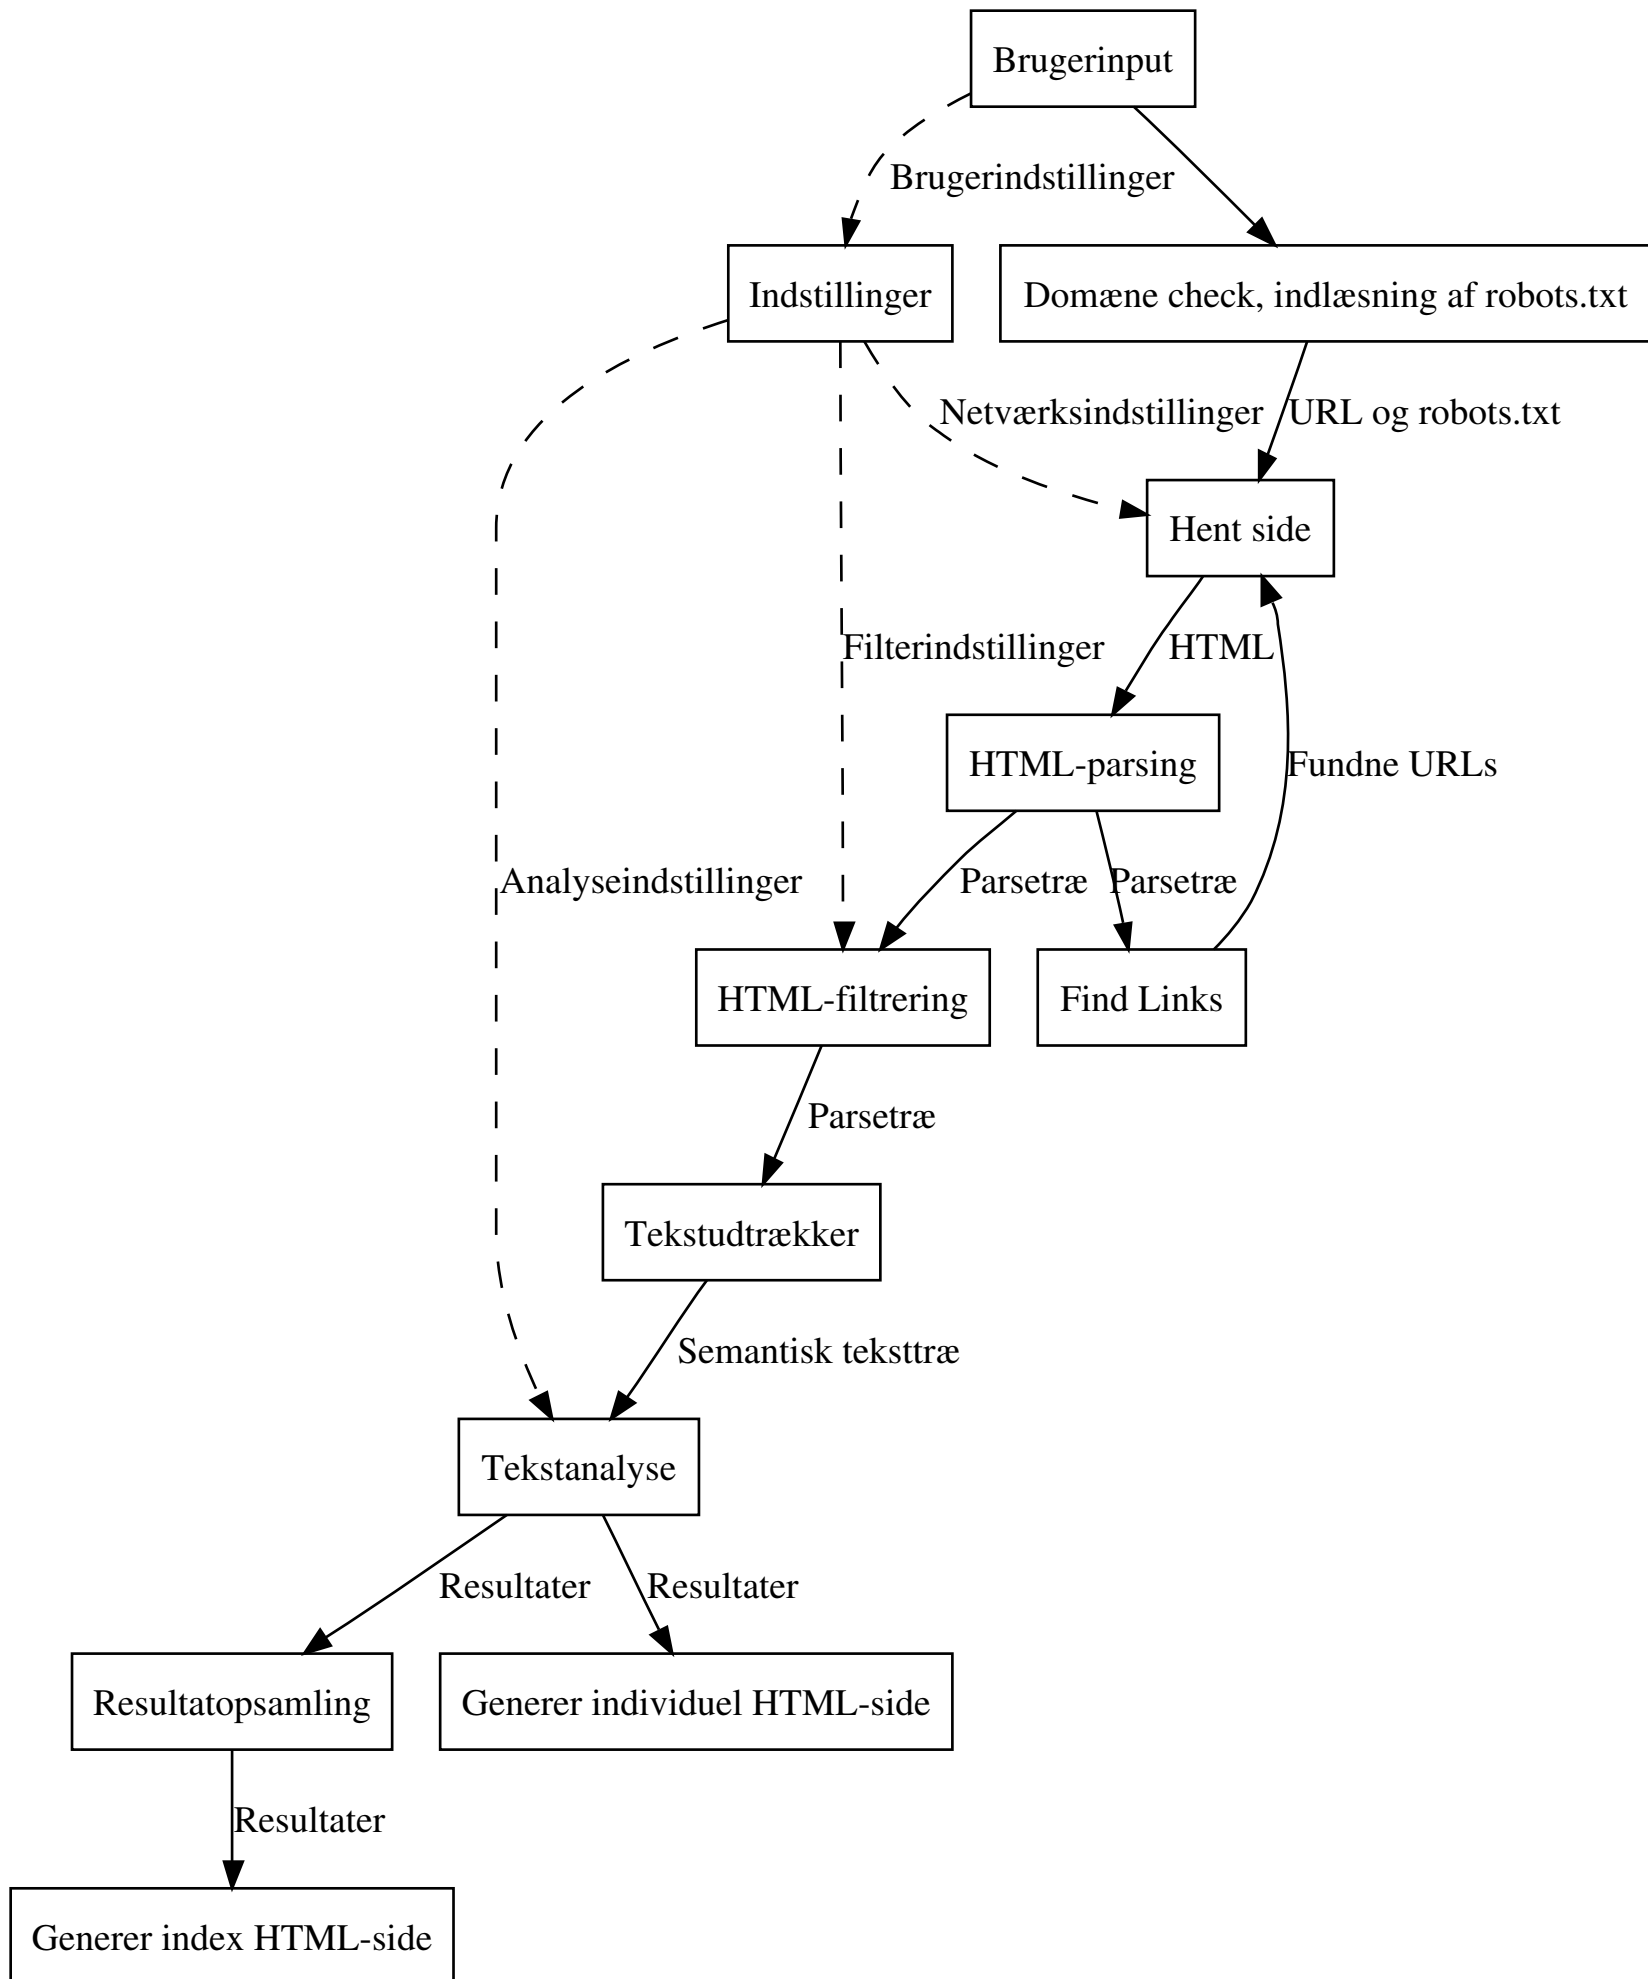 Brugerinput
Brugerindstillinger
Indstillinger
Domæne check, indlæsning af robots.txt
Netværksindstillinger
URL og robots.txt
Hent side
Filterindstillinger
HTML
HTML-parsing
Fundne URLs
Analyseindstillinger
Parsetræ
Parsetræ
HTML-filtrering
Find Links
Parsetræ
Tekstudtrækker
Semantisk teksttræ
Tekstanalyse
Resultater
Resultater
Resultatopsamling
Generer individuel HTML-side
Resultater
Generer index HTML-side